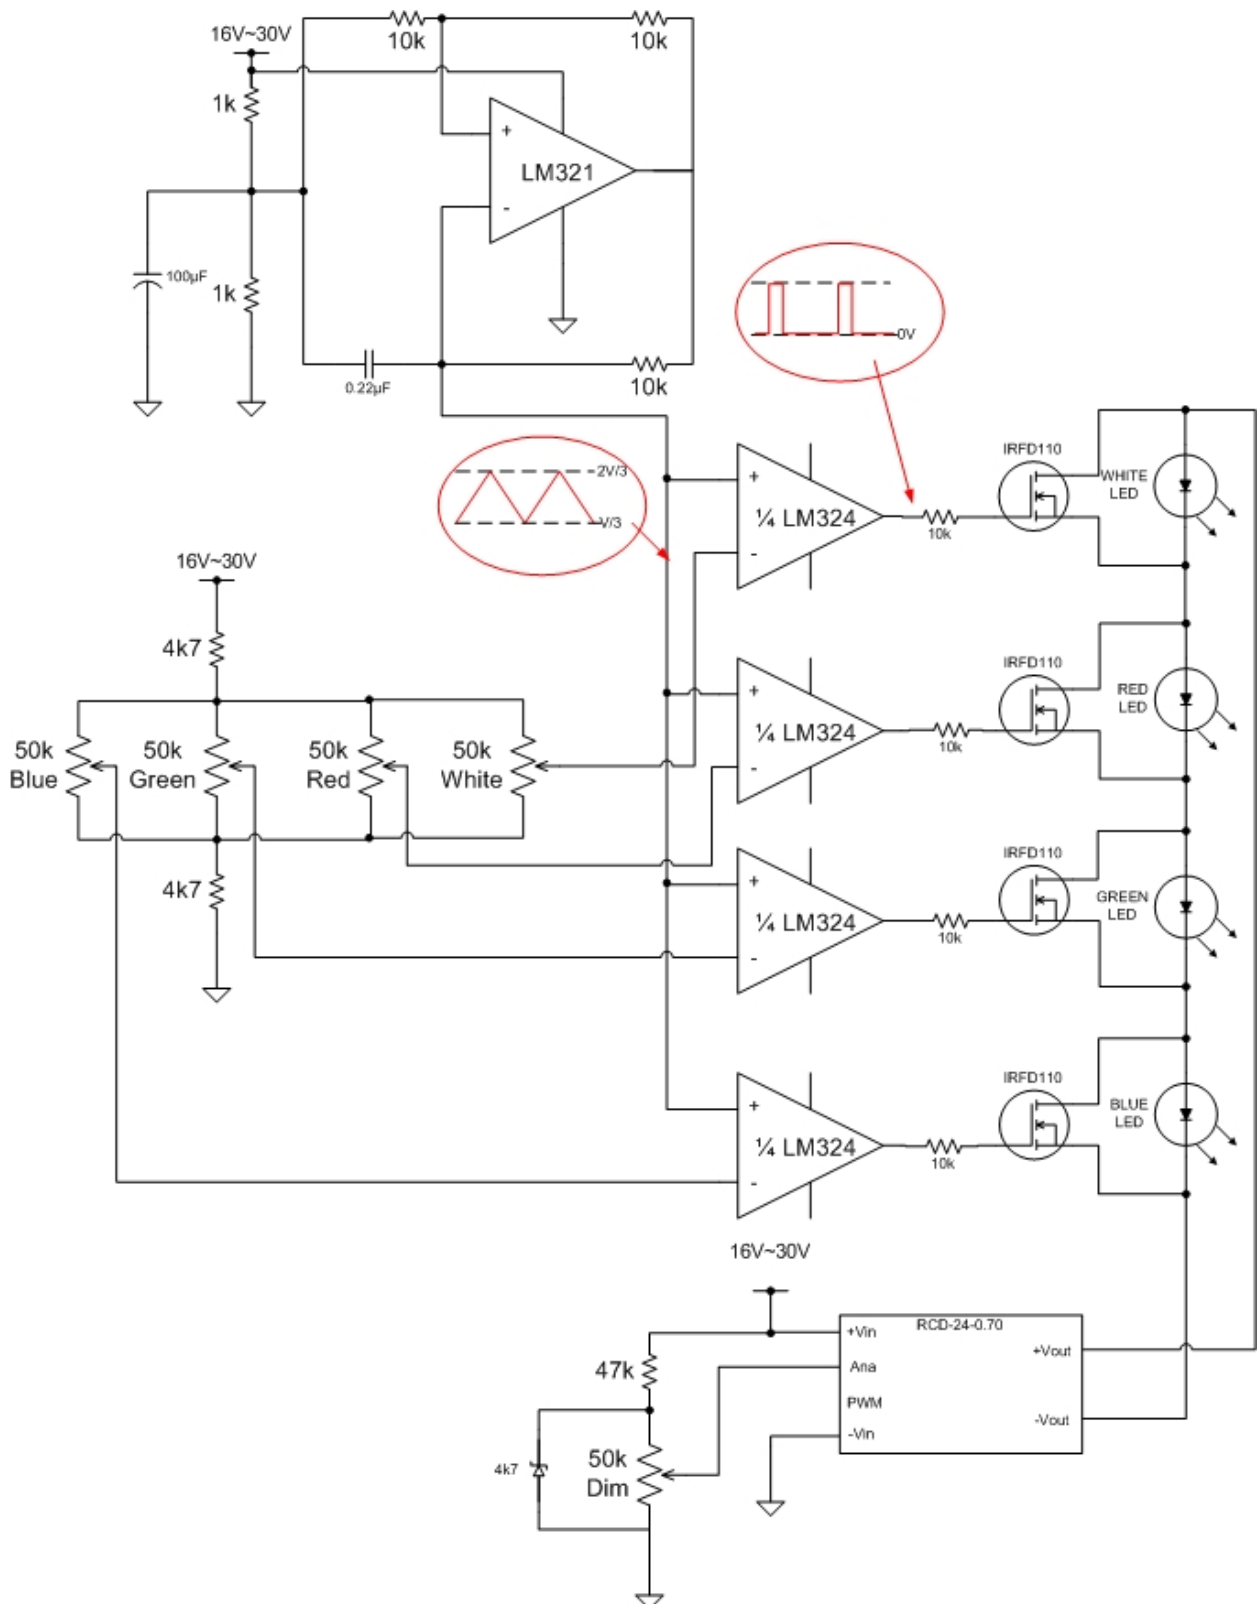 16V~30V
10k
10k
1k
+
LM321
-
100µF
1k
0.22µF
10k
0V
2V/3
V/3
IRFD110
WHITE
LED
+
¼ LM324
-
10k
16V~30V
4k7
IRFD110
RED
LED
+
¼ LM324
-
10k
50k
Blue
50k
Green
50k
Red
50k
White
4k7
IRFD110
GREEN
LED
+
¼ LM324
-
10k
IRFD110
BLUE
LED
+
¼ LM324
-
10k
16V~30V
RCD-24-0.70
+Vin
Ana
PWM
-Vin
+Vout
-Vout
47k
4k7
50k
Dim